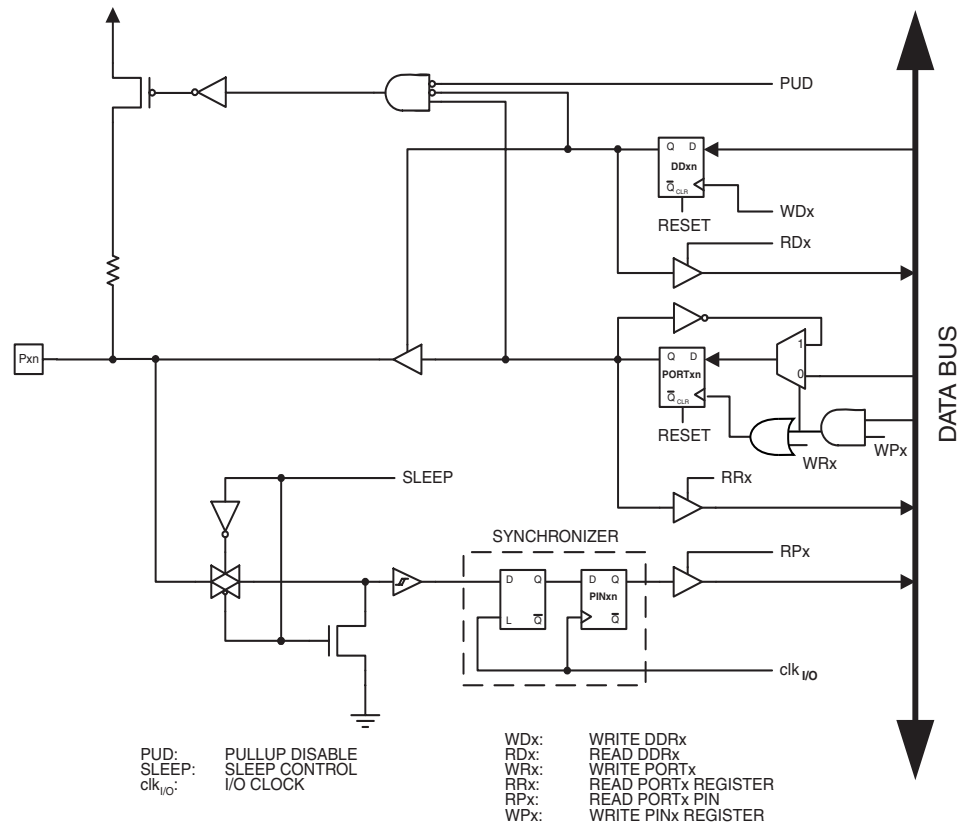 PUD
Q D
DDxn
Q CLR
WDx
RESET
RDx
Pxn
1
Q D
PORTxn
0
Q CLR
RESET
WRx
WPx
DATA BUS
SLEEP
RRx
SYNCHRONIZER
RPx
D Q
D Q
PINxn
L Q
Q
clk I/O
PUD: PULLUP DISABLE
SLEEP: SLEEP CONTROL
clkI/O: I/O CLOCK
WDx: WRITE DDRx
RDx: READ DDRx
WRx: WRITE PORTx
RRx: READ PORTx REGISTER
RPx: READ PORTx PIN
WPx: WRITE PINx REGISTER